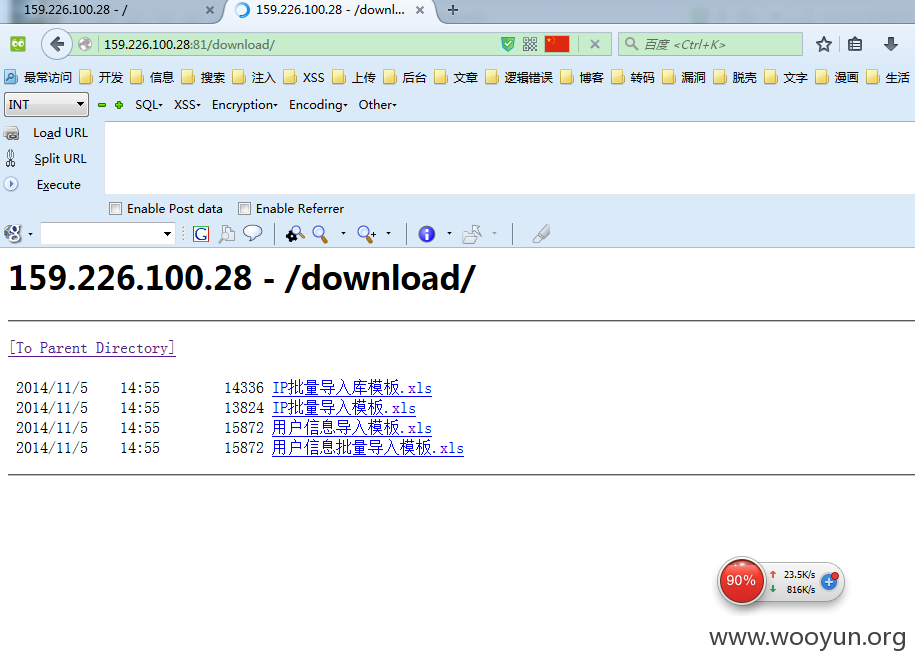 159.226.100.28 - /
159.226.100.28 - /downl...
159.226.100.28:81/download/
百度 <Ctrl+K>
最常访问 开发 信息 搜索 注入 XSS 上传 后台 文章 逻辑错误 博客 转码 漏洞 脱壳 文字 漫画 生活
INT SQL XSS Encryption Encoding Other
Load URL
Split URL
Execute
Enable Post data Enable Referrer
159.226.100.28 - /download/
[To Parent Directory]
2014/11/5 14:55 14336 IP批量导入库模板.xls
2014/11/5 14:55 13824 IP批量导入模板.xls
2014/11/5 14:55 15872 用户信息导入模板.xls
2014/11/5 14:55 15872 用户信息批量导入模板.xls
90%
23.5K/s
816K/s
www.wooyun.org